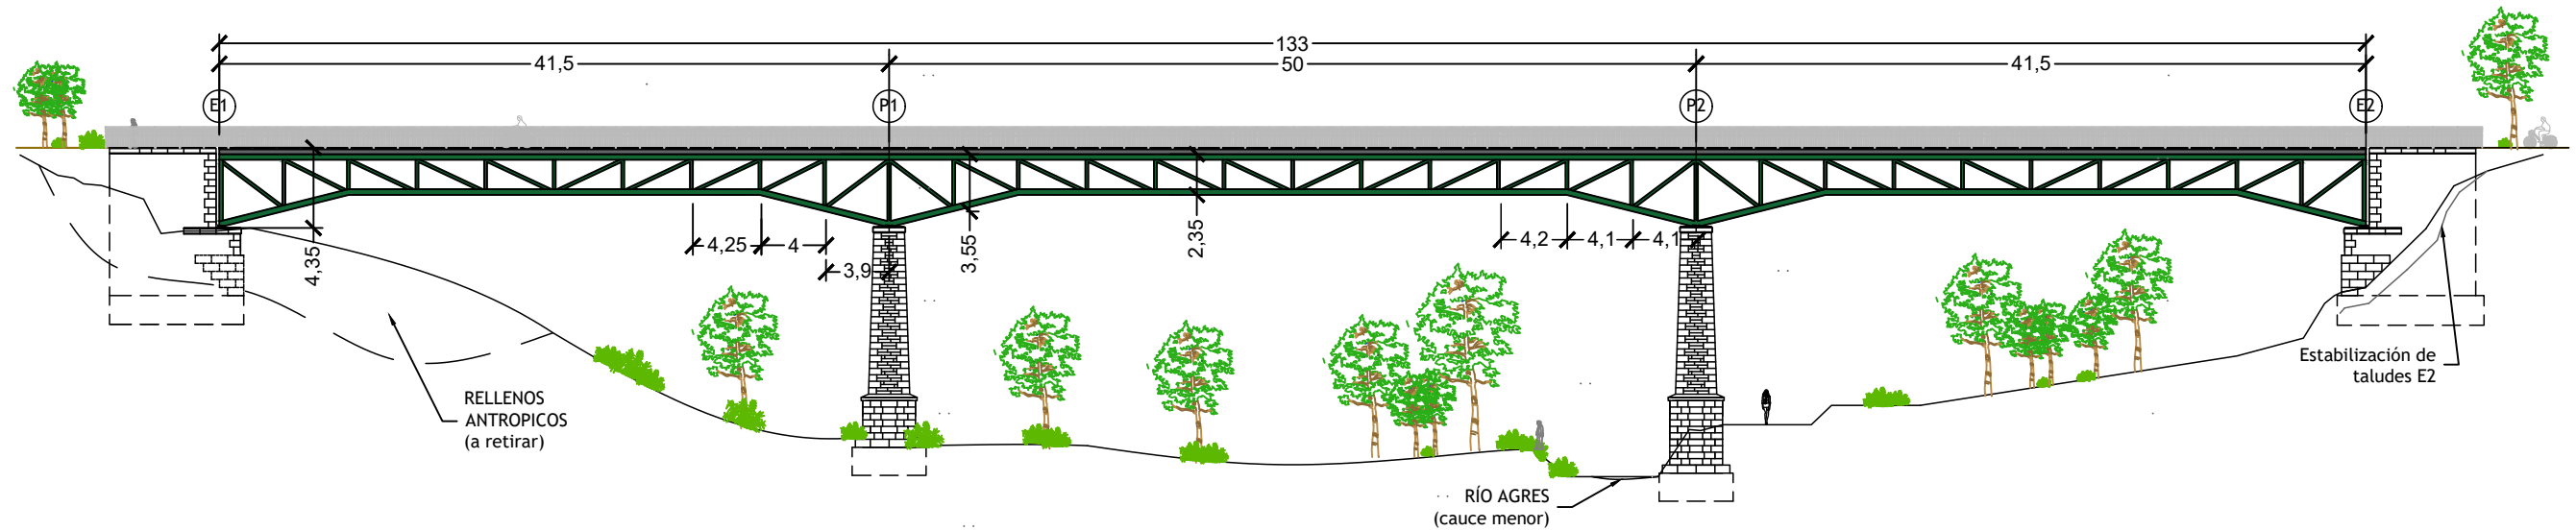 133
41,5
50
41,5
E1
P1
P2
E2
4,35
4,25
4
3,9
3,55
2,35
4,2
4,1
4,1
RELLENOS
ANTROPICOS
(a retirar)
RÍO AGRES
(cauce menor)
Estabilización de
taludes E2